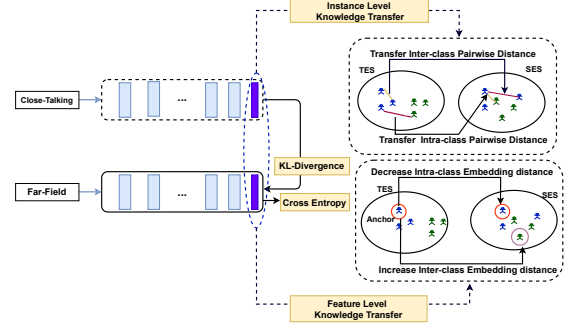 Instance Level
Knowledge Transfer
Transfer Inter-class Pairwise Distance
TES
SES
Transfer Intra-class Pairwise Distance
Close-Talking
...
KL-Divergence
Far-Field
...
Cross Entropy
Decrease Intra-class Embedding distance
TES
SES
Anchor
Increase Inter-class Embedding distance
Feature Level
Knowledge Transfer